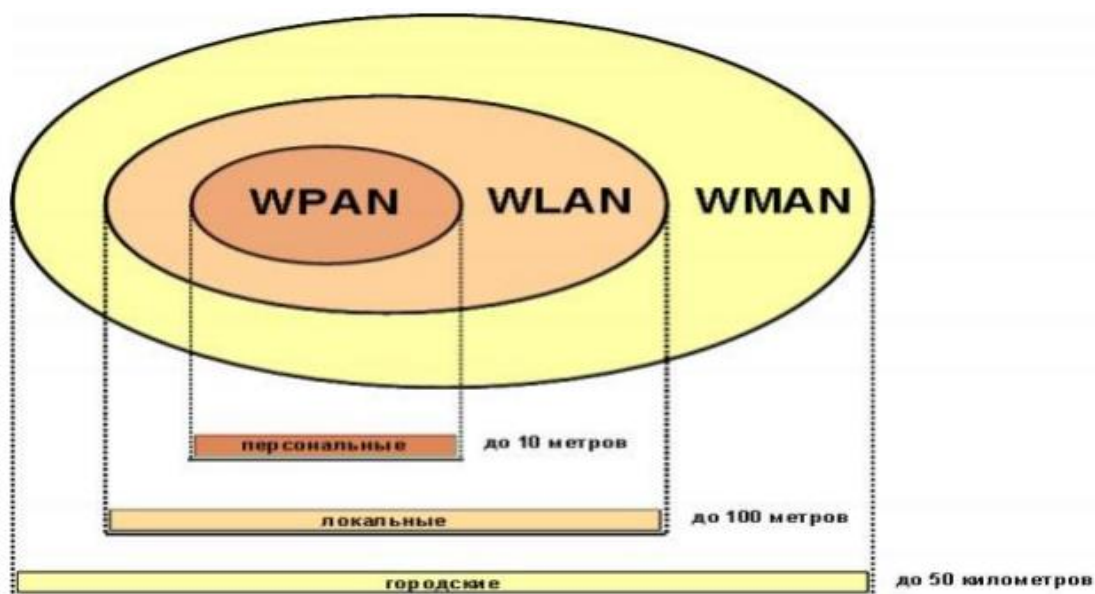 WPAN WLAN WMAN
персональные до 10 метров
локальные до 100 метров
городские до 50 километров